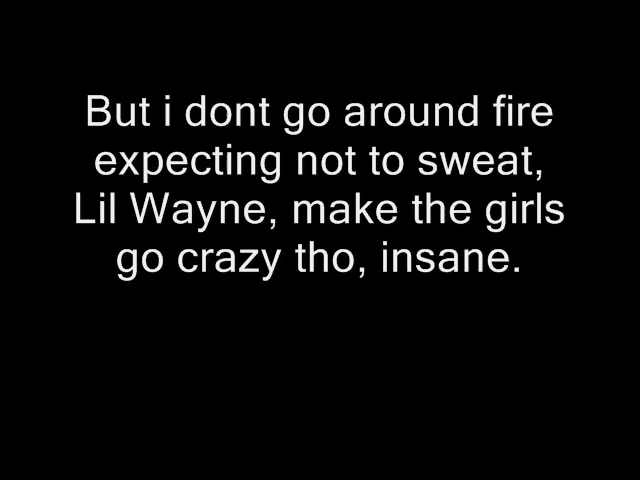 But i dont go around fire
expecting not to sweat,
Lil Wayne, make the girls
go crazy tho, insane.